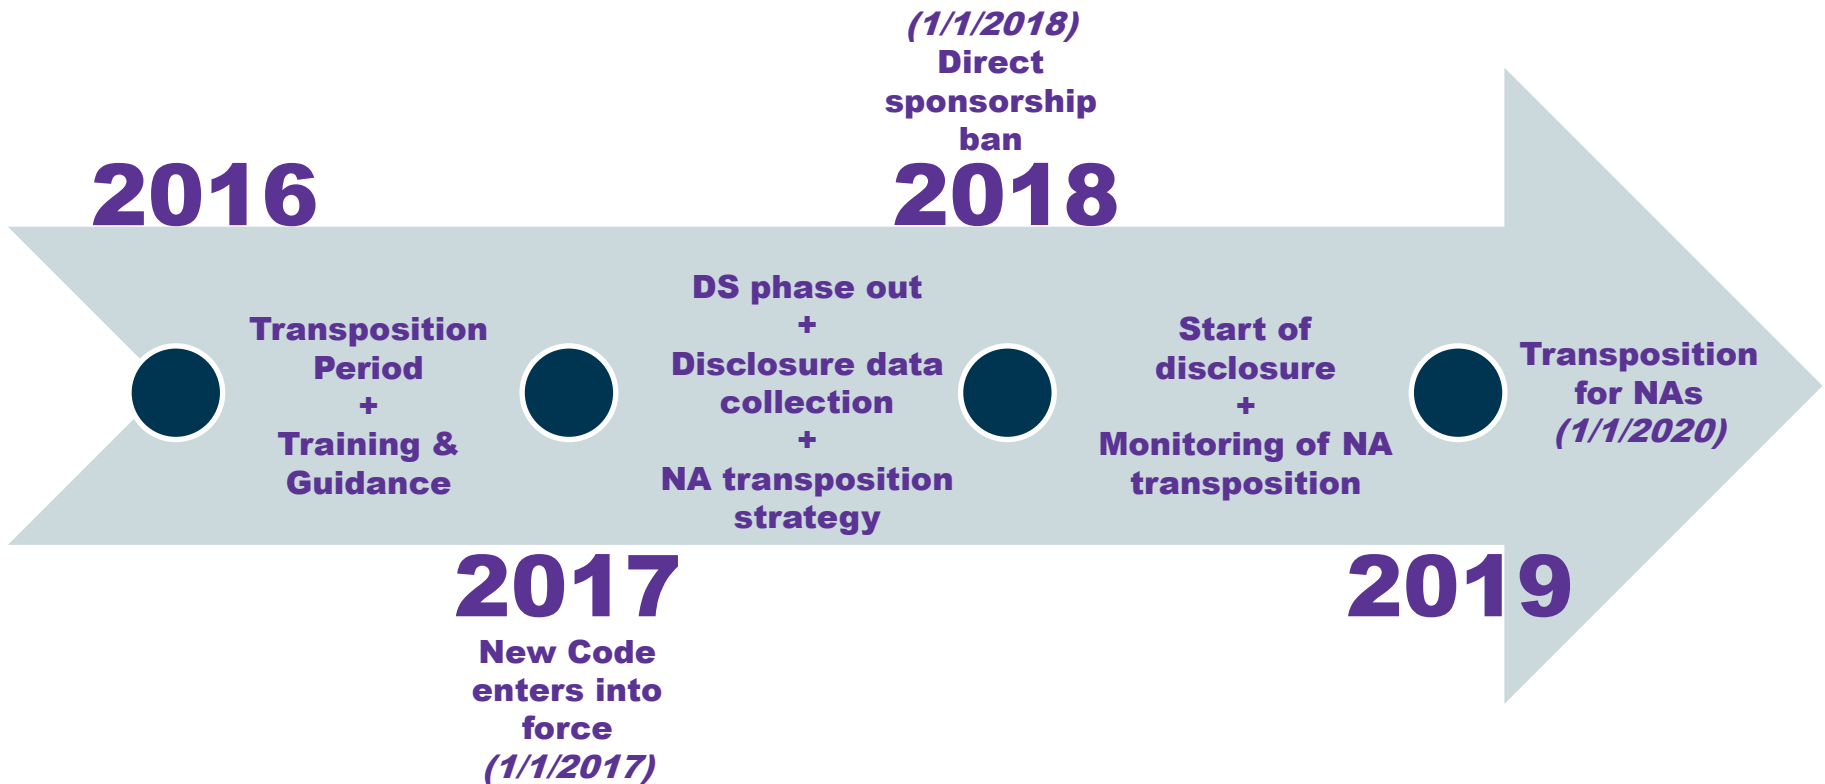 2016
Transposition
Period
+
Training &
Guidance
2017
New Code
enters into
force
(1/1/2017)
DS phase out
+
Disclosure data
collection
+
NA transposition
strategy
(1/1/2018)
Direct
sponsorship
ban
2018
Start of
disclosure
+
Monitoring of NA
transposition
2019
Transposition
for NAs
(1/1/2020)